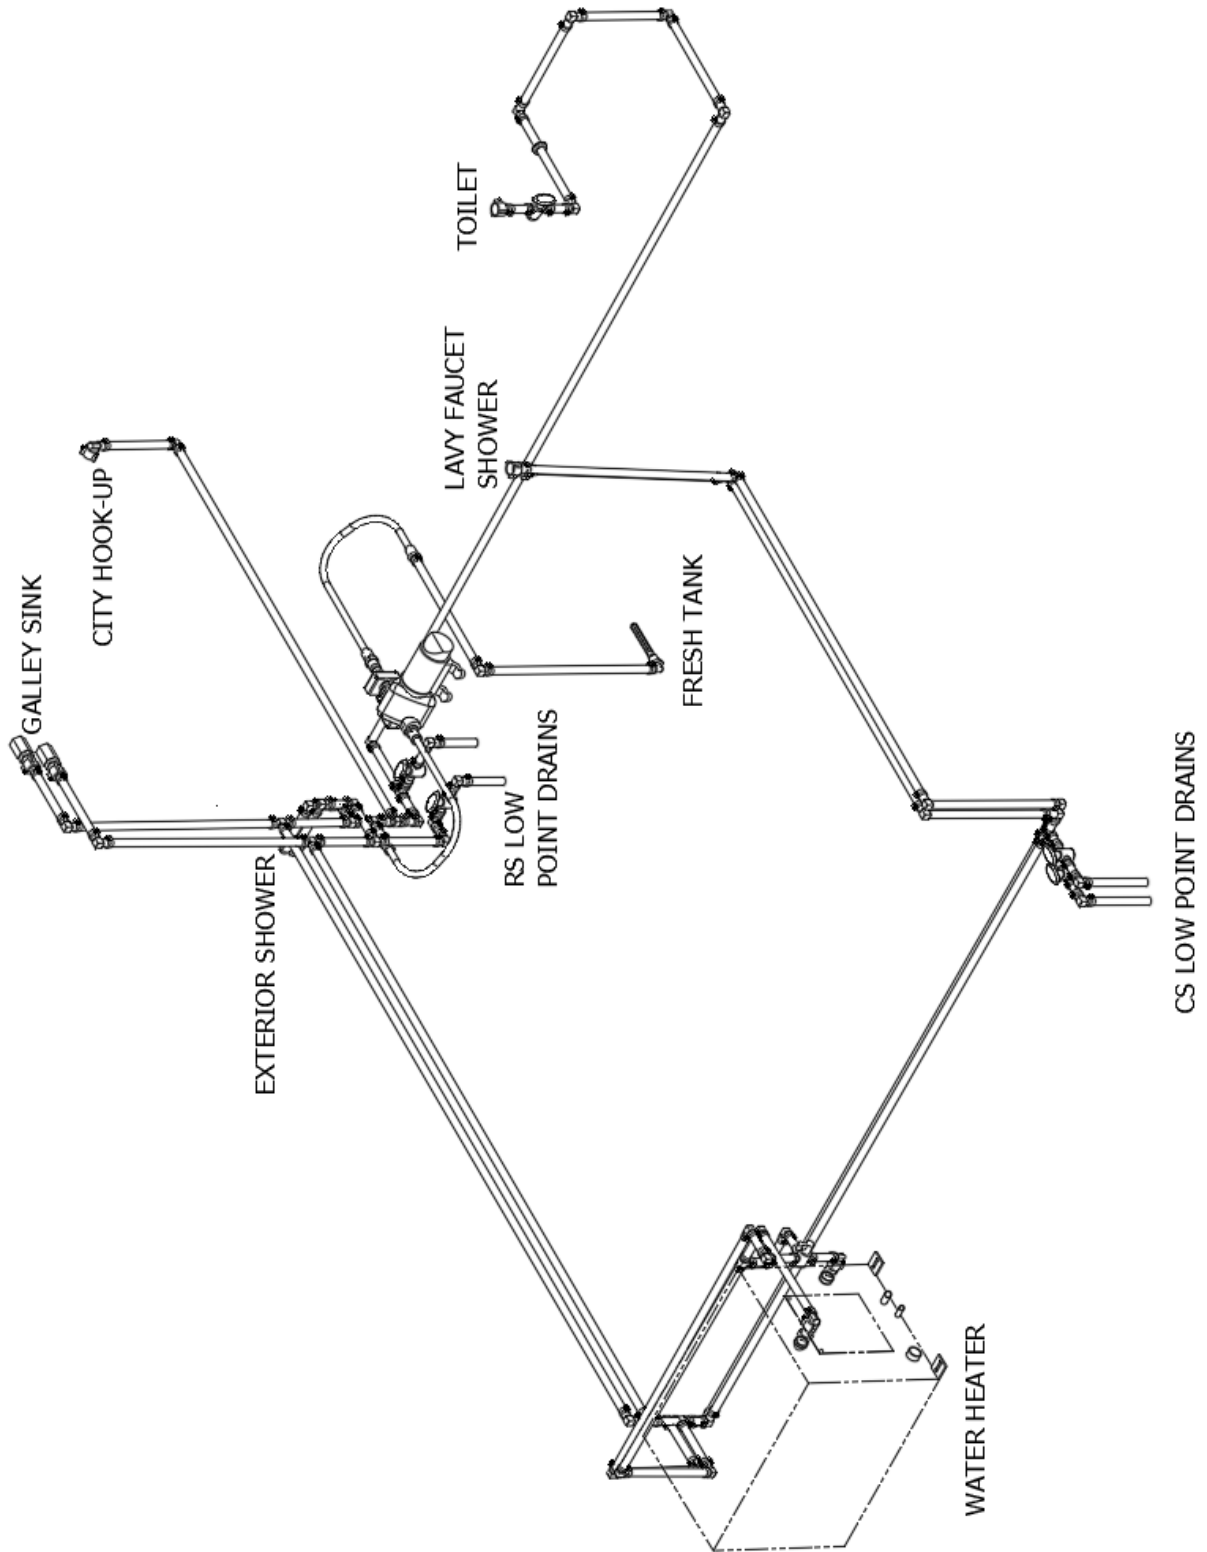 GALLEY SINK
CITY HOOK-UP
EXTERIOR SHOWER
TOILET
LAVY FAUCET
SHOWER
RS LOW
POINT DRAINS
FRESH TANK
WATER HEATER
CS LOW POINT DRAINS